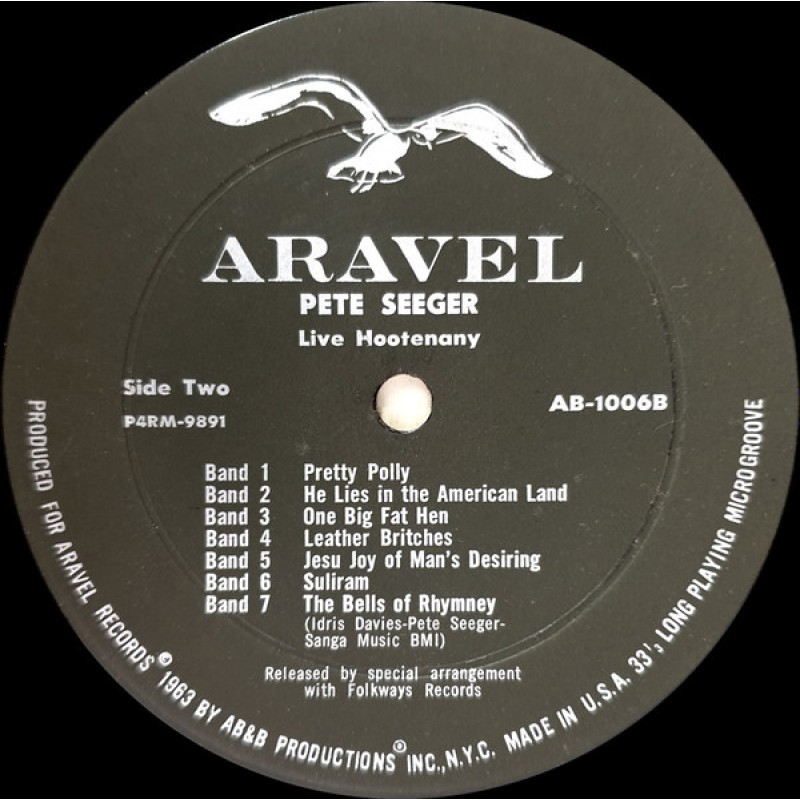 ARAVEL
PETE SEEGER
Live Hootenany
Side Two
P4RM-9891
AB-1006B
Band 1 Pretty Polly
Band 2 He Lies in the American Land
Band 3 One Big Fat Hen
Band 4 Leather Britches
Band 5 Jesu Joy of Man's Desiring
Band 6 Suliram
Band 7 The Bells of Rhymney
(Idris Davies-Pete Seeger-
Sanga Music BMI)
Released by special arrangement
with Folkways Records
PRODUCED FOR ARAVEL RECORDS © 1963 BY AB&B PRODUCTIONS® INC., N.Y.C. MADE IN U.S.A. 33⅓ LONG PLAYING MICROGROOVE